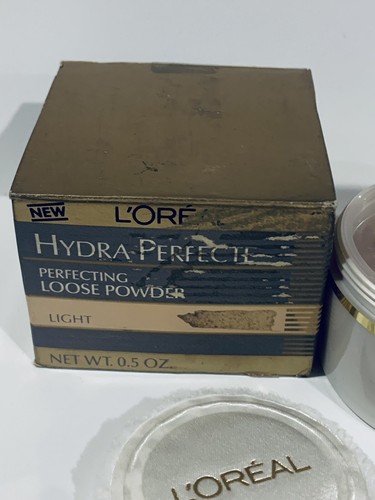 NEW
L'ORÉ
HYDRA-PERFECTE
PERFECTING
LOOSE POWDER
LIGHT
NET WT. 0.5 OZ.
L'ORÉAL